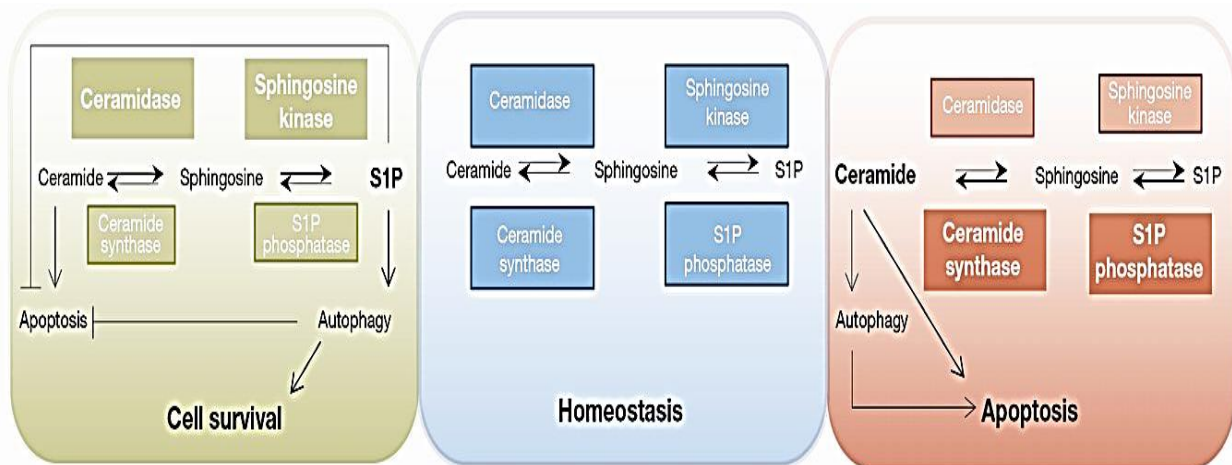 Ceramidase
Sphingosine
kinase
Ceramide
Sphingosine
S1P
Ceramide
synthase
S1P
phosphatase
Apoptosis
Autophagy
Cell survival
Ceramidase
Sphingosine
kinase
Ceramide
Sphingosine
S1P
Ceramide
synthase
S1P
phosphatase
Homeostasis
Ceramidase
Sphingosine
kinase
Ceramide
Sphingosine
S1P
Ceramide
synthase
S1P
phosphatase
Autophagy
Apoptosis